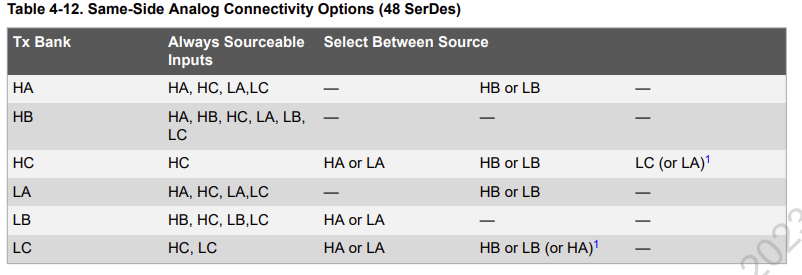 Table 4-12. Same-Side Analog Connectivity Options (48 SerDes)
Tx Bank Always Sourceable Inputs Select Between Source
HA HA, HC, LA,LC — HB or LB —
HB HA, HB, HC, LA, LB, LC — — —
HC HC HA or LA HB or LB LC (or LA)1
LA HA, HC, LA,LC — HB or LB —
LB HB, HC, LB,LC HA or LA — —
LC HC, LC HA or LA HB or LB (or HA)1 —
2023